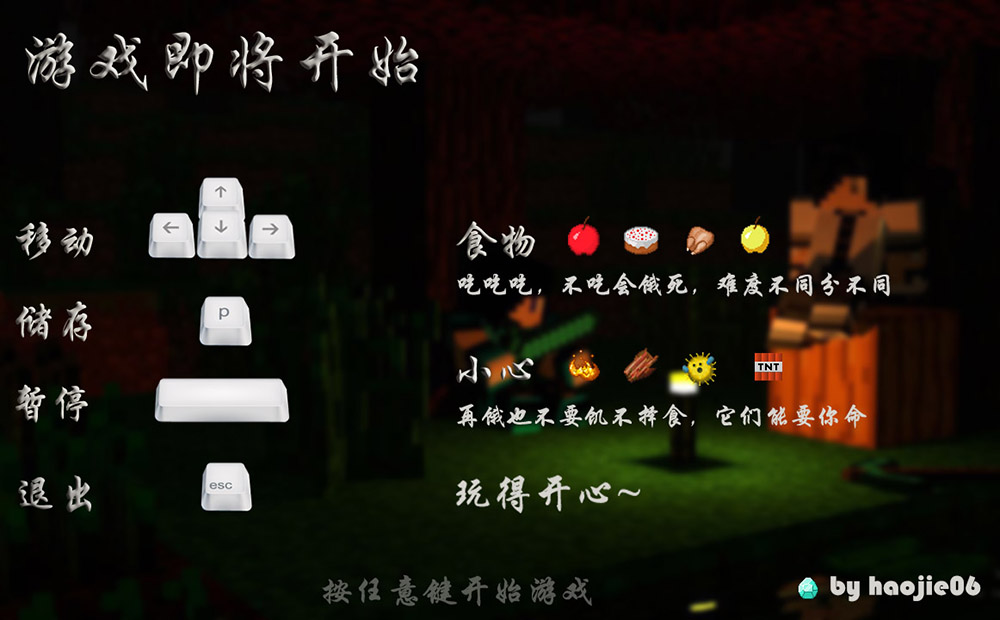 游戏即将开始
移动
↑
← ↓ →
储存
p
暂停
退出
esc
食物
吃吃吃，不吃会饿死，难度不同分不同
小心
TNT
再饿也不要饥不择食，它们能要你命
玩得开心~
按任意键开始游戏
by haojie06